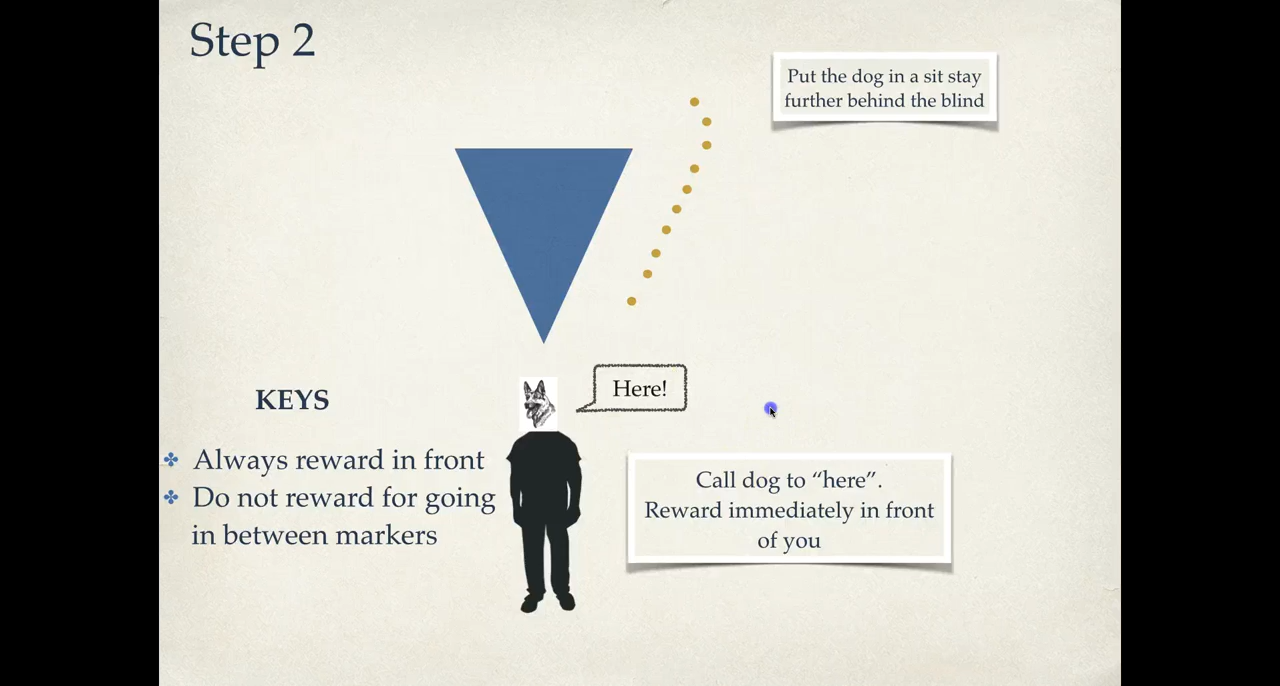 Step 2
Put the dog in a sit stay
further behind the blind
Here!
KEYS
Always reward in front
Do not reward for going
in between markers
Call dog to “here”.
Reward immediately in front
of you